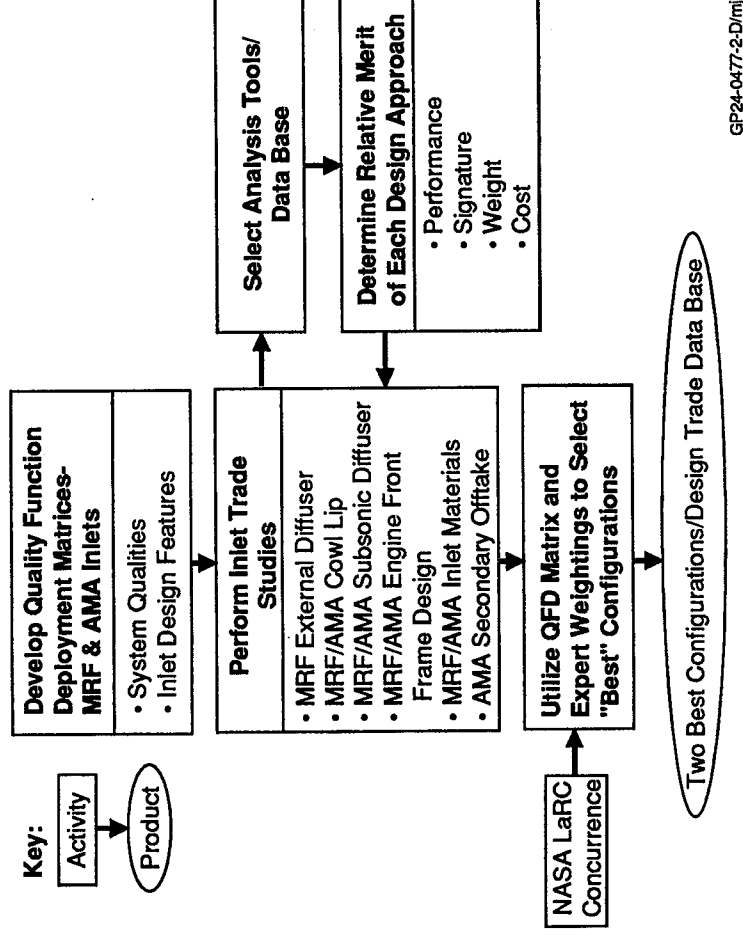 Key:
Activity
Product
Develop Quality Function
Deployment Matrices-
MRF & AMA Inlets
• System Qualities
• Inlet Design Features
Perform Inlet Trade
Studies
• MRF External Diffuser
• MRF/AMA Cowl Lip
• MRF/AMA Subsonic Diffuser
• MRF/AMA Engine Front
Frame Design
• MRF/AMA Inlet Materials
• AMA Secondary Offtake
Select Analysis Tools/
Data Base
Determine Relative Merit
of Each Design Approach
• Performance
• Signature
• Weight
• Cost
NASA LaRC
Concurrence
Utilize QFD Matrix and
Expert Weightings to Select
"Best" Configurations
Two Best Configurations/Design Trade Data Base
GP24-0477-2-D/mj